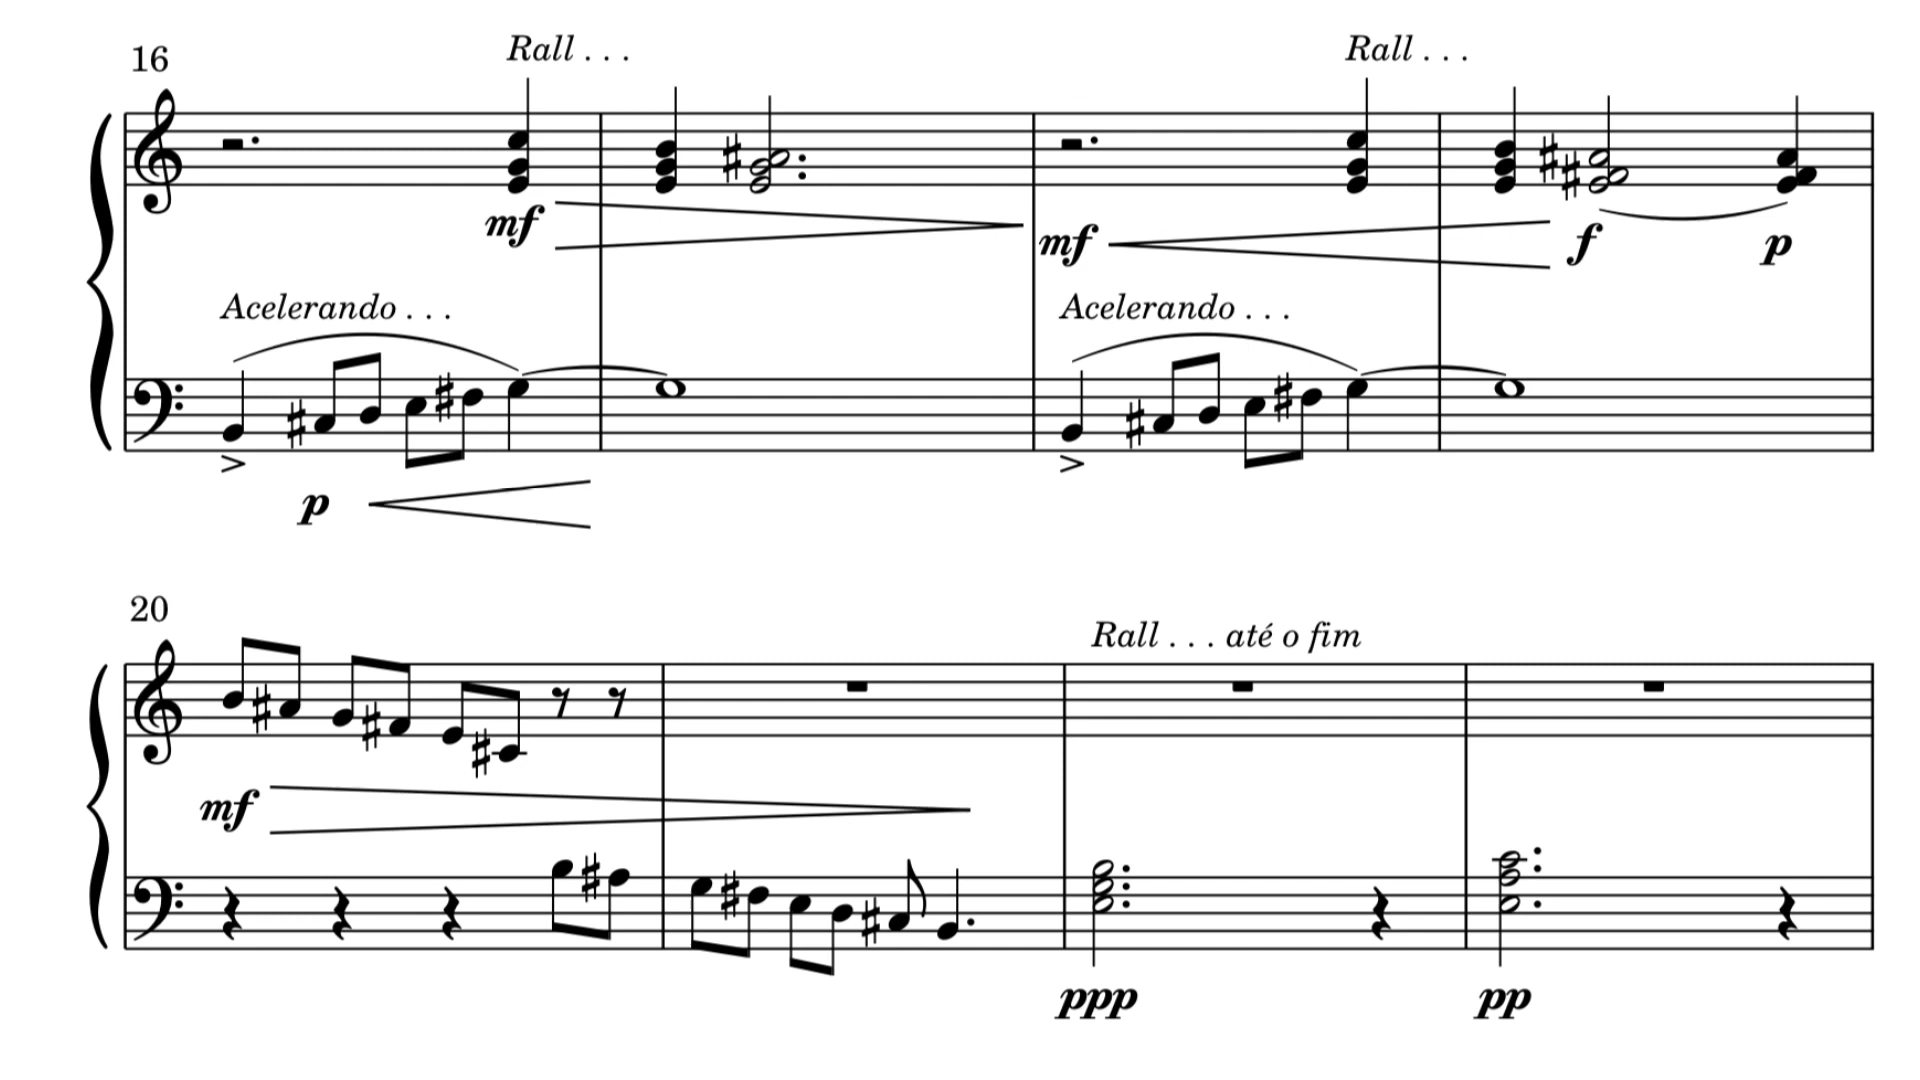 16
Rall . . .
Rall . . .
mf
mf
f
p
Acelerando . . .
Acelerando . . .
p
20
Rall . . . até o fim
mf
ppp
pp